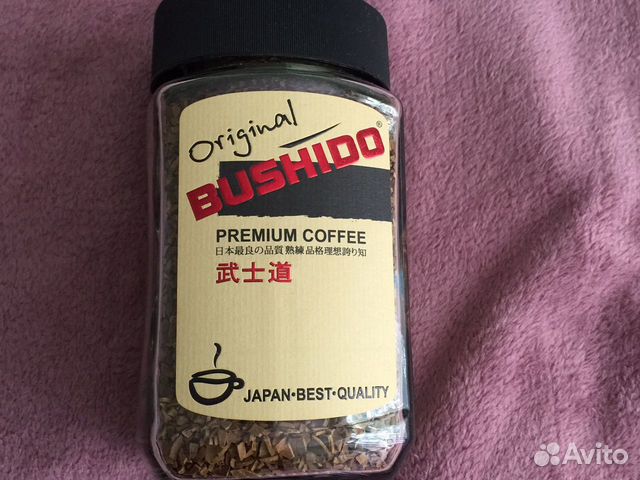 Original
BUSHIDO®
PREMIUM COFFEE
日本最良の品質 熟練 品格理想誇り知
武士道
JAPAN•BEST•QUALITY
Avito